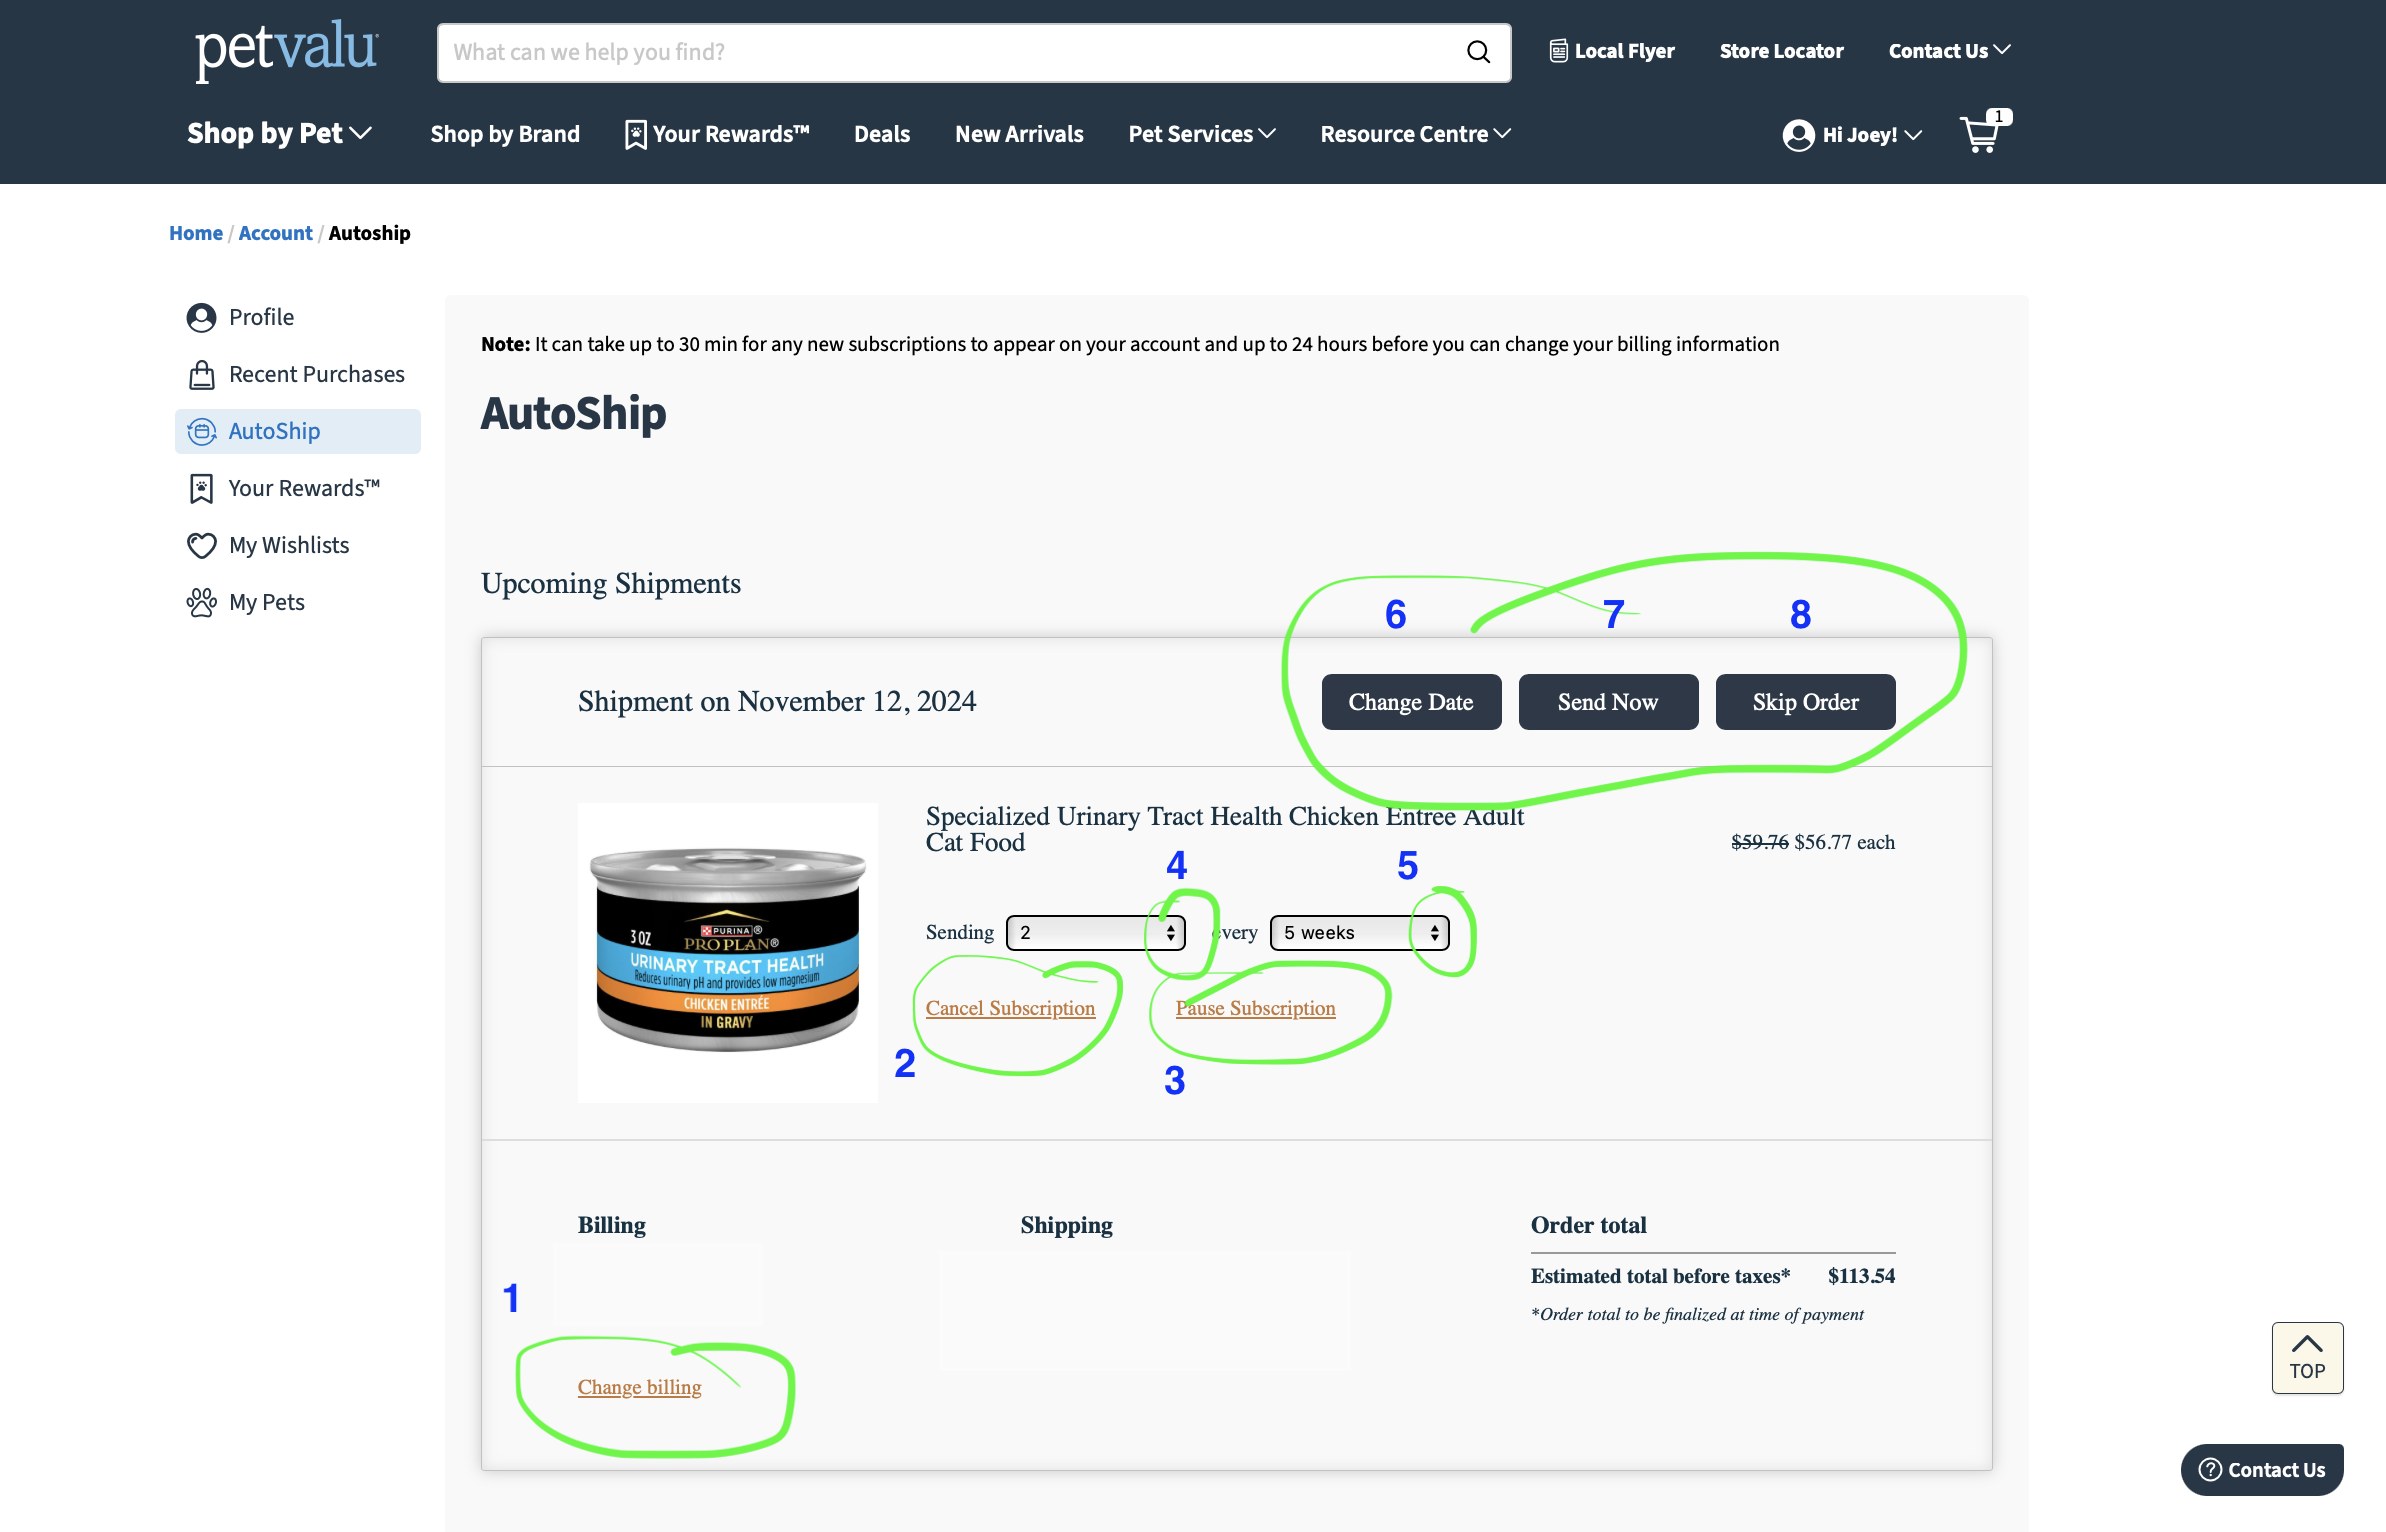 petvalu
What can we help you find?
Local Flyer
Store Locator
Contact Us
Shop by Pet
Shop by Brand
Your Rewards™
Deals
New Arrivals
Pet Services
Resource Centre
Hi Joey!
1
Home / Account / Autoship
Profile
Recent Purchases
AutoShip
Your Rewards™
My Wishlists
My Pets
Note: It can take up to 30 min for any new subscriptions to appear on your account and up to 24 hours before you can change your billing information
AutoShip
Upcoming Shipments
6
7
8
Shipment on November 12, 2024
Change Date
Send Now
Skip Order
Specialized Urinary Tract Health Chicken Entree Adult
Cat Food
$59.76 $56.77 each
4
5
Sending
2
every
5 weeks
Cancel Subscription
Pause Subscription
2
3
3 OZ
PURINA®
PRO PLAN®
URINARY TRACT HEALTH
Reduces urinary pH and provides low magnesium
CHICKEN ENTRÉE
IN GRAVY
Billing
1
Change billing
Shipping
Order total
Estimated total before taxes* $113.54
*Order total to be finalized at time of payment
TOP
Contact Us